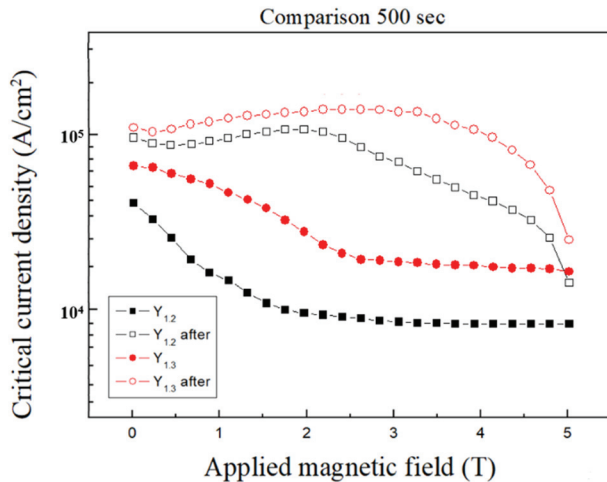 Comparison 500 sec
Critical current density (A/cm²)
10⁵
10⁴
Y₁.₂
Y₁.₂ after
Y₁.₃
Y₁.₃ after
0 1 2 3 4 5
Applied magnetic field (T)